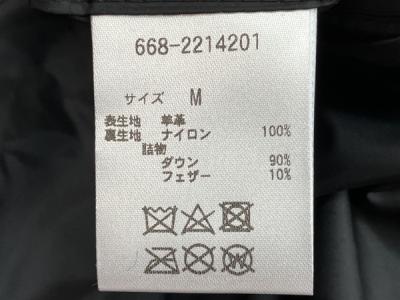 668-2214201
サイズ M
表生地 羊革
裏生地 ナイロン 100%
詰物
ダウン 90%
フェザー 10%